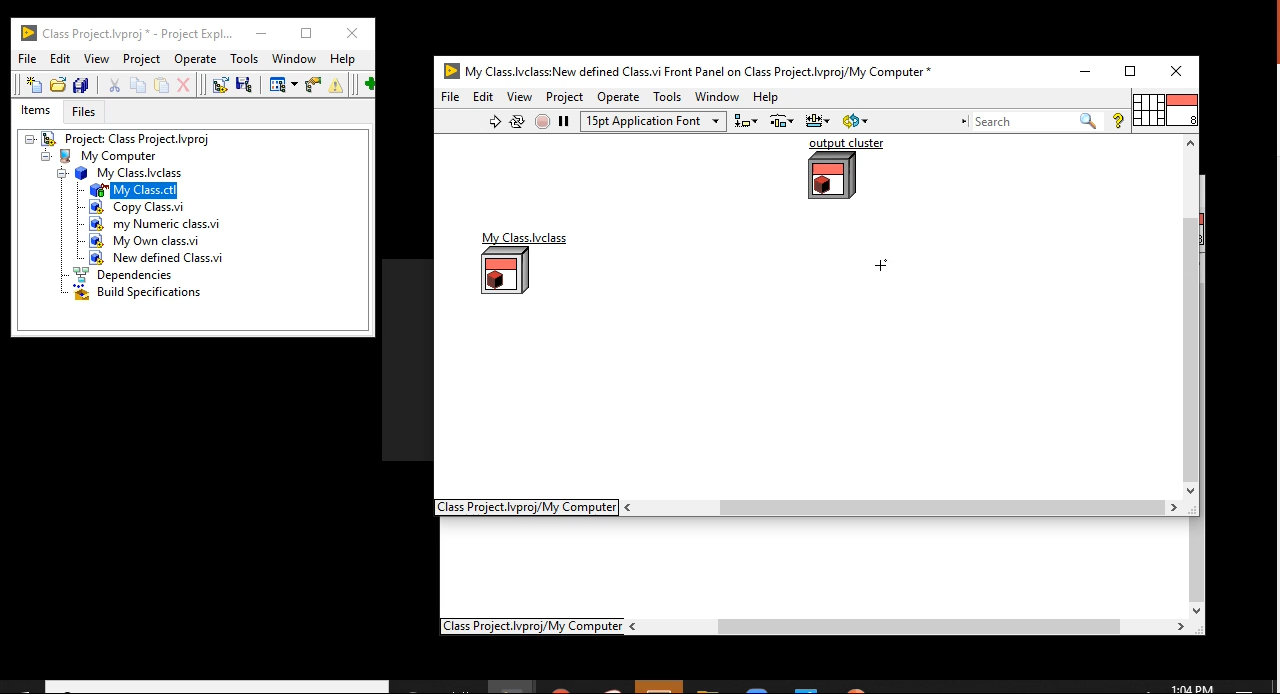 Class Project.lvproj * - Project Expl...
File Edit View Project Operate Tools Window Help
Items Files
Project: Class Project.lvproj
My Computer
My Class.lvclass
My Class.ctl
Copy Class.vi
my Numeric class.vi
My Own class.vi
New defined Class.vi
Dependencies
Build Specifications
My Class.lvclass:New defined Class.vi Front Panel on Class Project.lvproj/My Computer *
File Edit View Project Operate Tools Window Help
15pt Application Font Search ? 8
output cluster
My Class.lvclass
Class Project.lvproj/My Computer
Class Project.lvproj/My Computer
1:04 PM